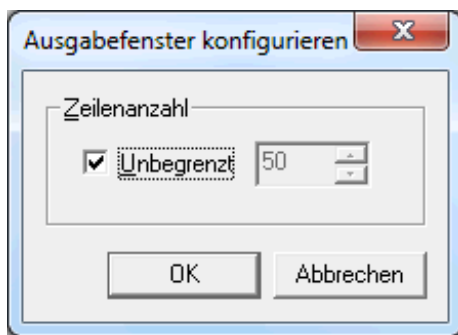 Ausgabefenster konfigurieren
Zeilenanzahl
Unbegrenzt 50
OK Abbrechen